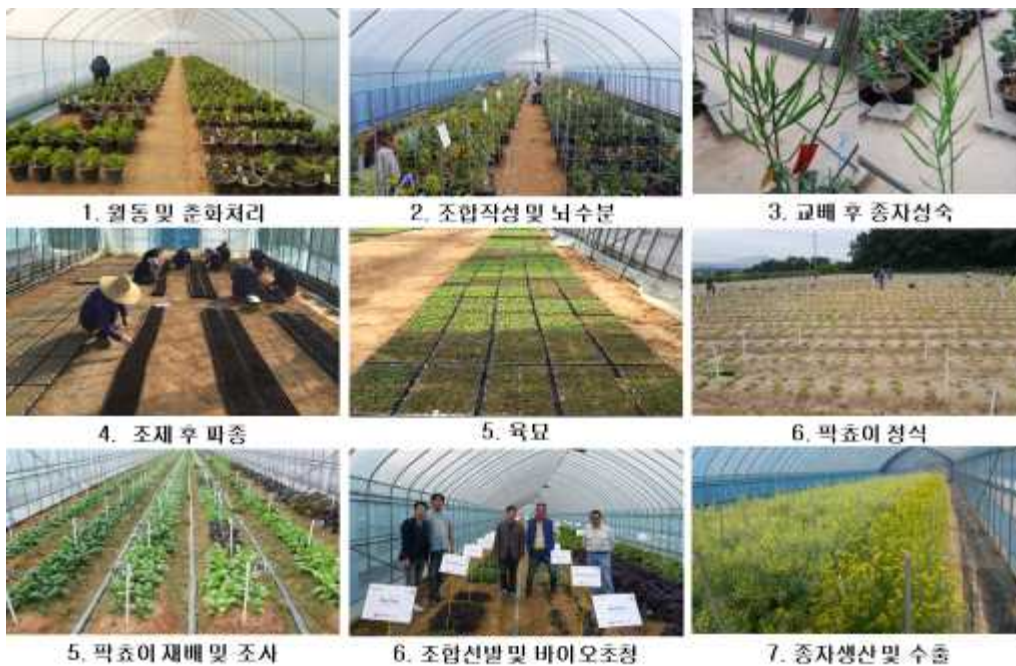 1. 월동 및 춘화처리
2. 조합작성 및 뇌수분
3. 교배 후 종자성숙
4. 조제 후 파종
5. 육묘
6. 팍쵸이 정식
5. 팍쵸이 재배 및 조사
6. 조합선발 및 바이오초청
7. 종자생산 및 수출